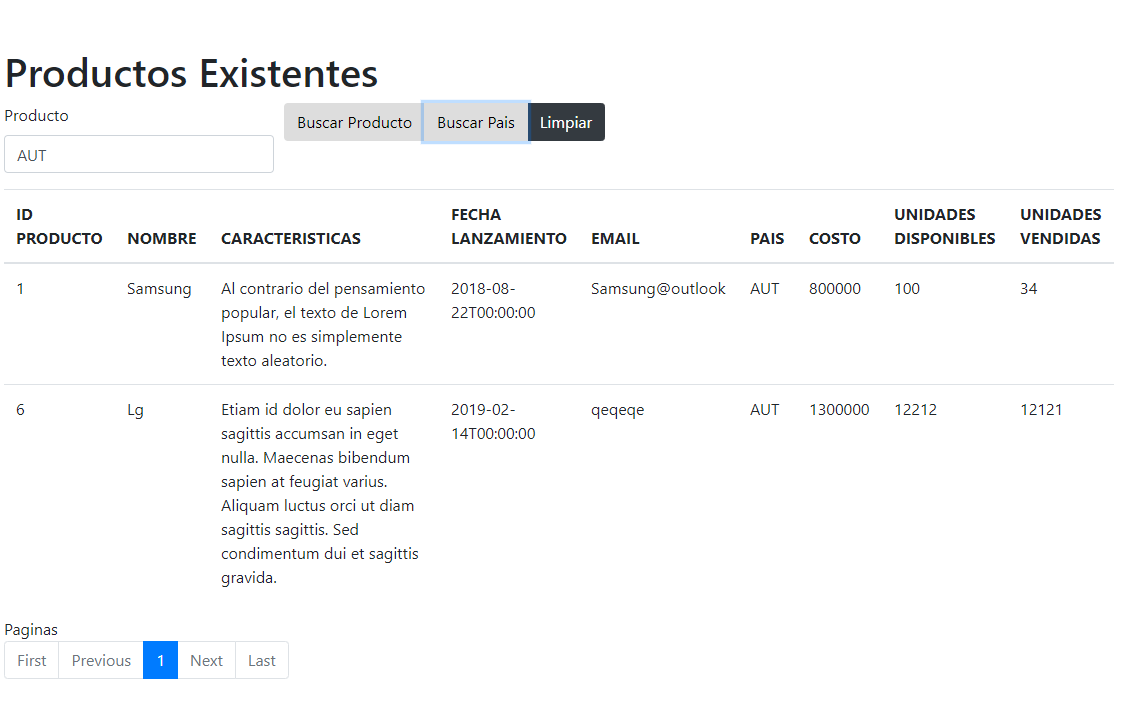 Productos Existentes
Producto
Buscar Producto Buscar Pais Limpiar
AUT
ID PRODUCTO NOMBRE CARACTERISTICAS FECHA LANZAMIENTO EMAIL PAIS COSTO UNIDADES DISPONIBLES UNIDADES VENDIDAS
1 Samsung Al contrario del pensamiento 2018-08- Samsung@outlook AUT 800000 100 34
popular, el texto de Lorem 22T00:00:00
Ipsum no es simplemente
texto aleatorio.
6 Lg Etiam id dolor eu sapien 2019-02- qeqeqe AUT 1300000 12212 12121
sagittis accumsan in eget 14T00:00:00
nulla. Maecenas bibendum
sapien at feugiat varius.
Aliquam luctus orci ut diam
sagittis sagittis. Sed
condimentum dui et sagittis
gravida.
Paginas
First Previous 1 Next Last